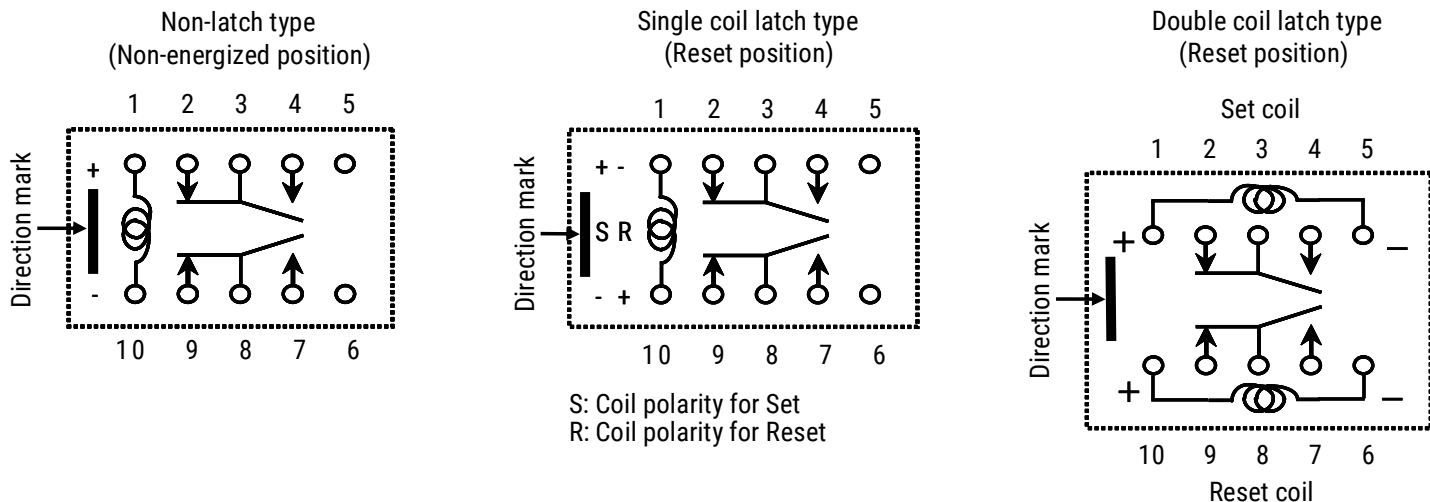 Non-latch type
(Non-energized position)
1 2 3 4 5
Direction mark
+
-
10 9 8 7 6
Single coil latch type
(Reset position)
1 2 3 4 5
Direction mark
+ -
S R
- +
10 9 8 7 6
S: Coil polarity for Set
R: Coil polarity for Reset
Double coil latch type
(Reset position)
Set coil
1 2 3 4 5
Direction mark
+ −
+ −
10 9 8 7 6
Reset coil